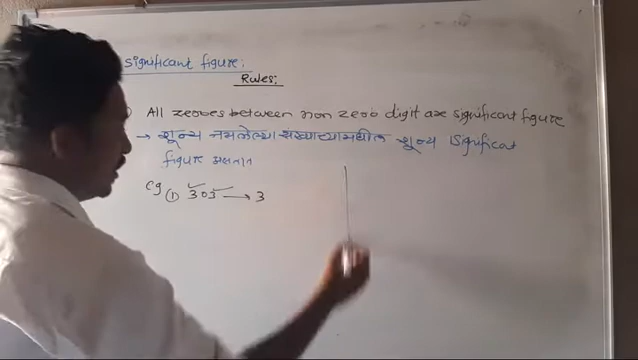 significant figure:
Rules:
All zeroes between non zero digit are significant figure
→ शून्य नसलेल्या संख्यांच्यामधील शून्य significant
figure असतात
eg ① 303 → 3